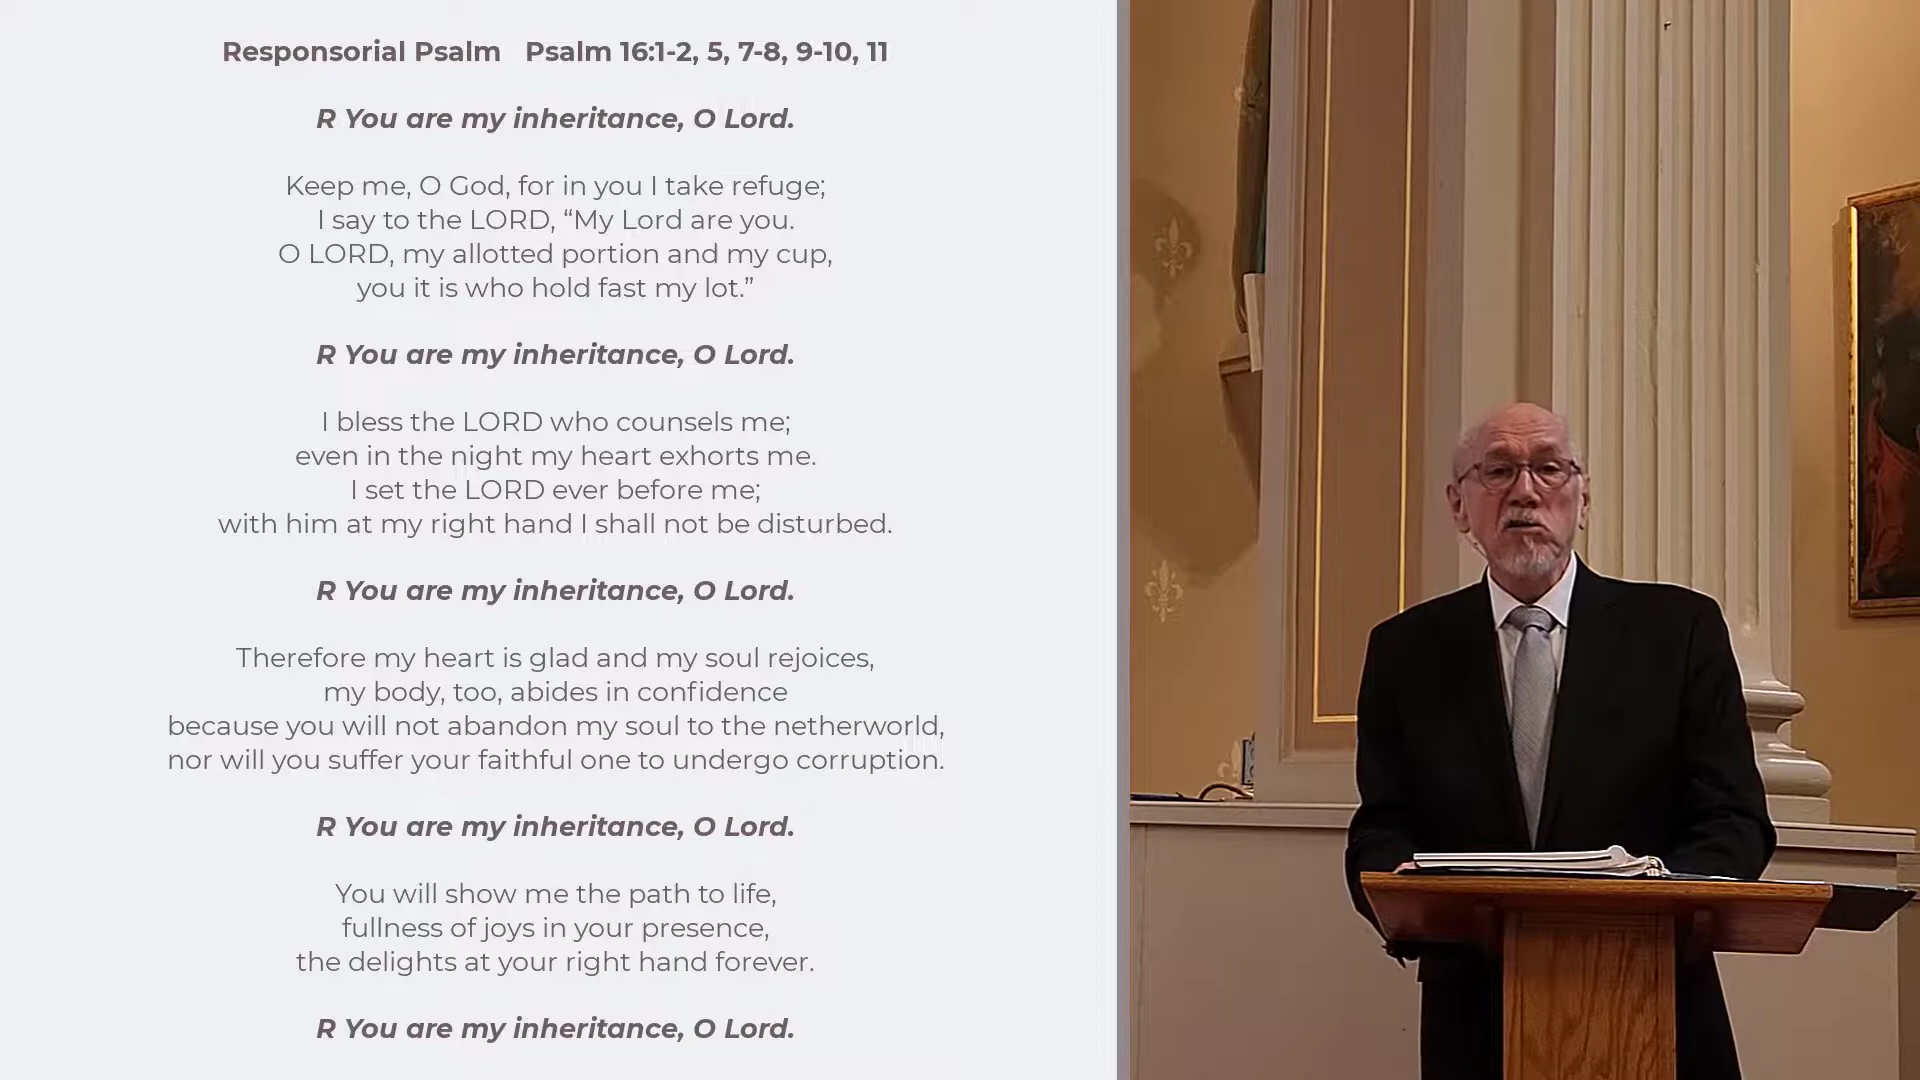 Responsorial Psalm Psalm 16:1-2, 5, 7-8, 9-10, 11
R You are my inheritance, O Lord.
Keep me, O God, for in you I take refuge;
I say to the LORD, “My Lord are you.
O LORD, my allotted portion and my cup,
you it is who hold fast my lot.”
R You are my inheritance, O Lord.
I bless the LORD who counsels me;
even in the night my heart exhorts me.
I set the LORD ever before me;
with him at my right hand I shall not be disturbed.
R You are my inheritance, O Lord.
Therefore my heart is glad and my soul rejoices,
my body, too, abides in confidence
because you will not abandon my soul to the netherworld,
nor will you suffer your faithful one to undergo corruption.
R You are my inheritance, O Lord.
You will show me the path to life,
fullness of joys in your presence,
the delights at your right hand forever.
R You are my inheritance, O Lord.